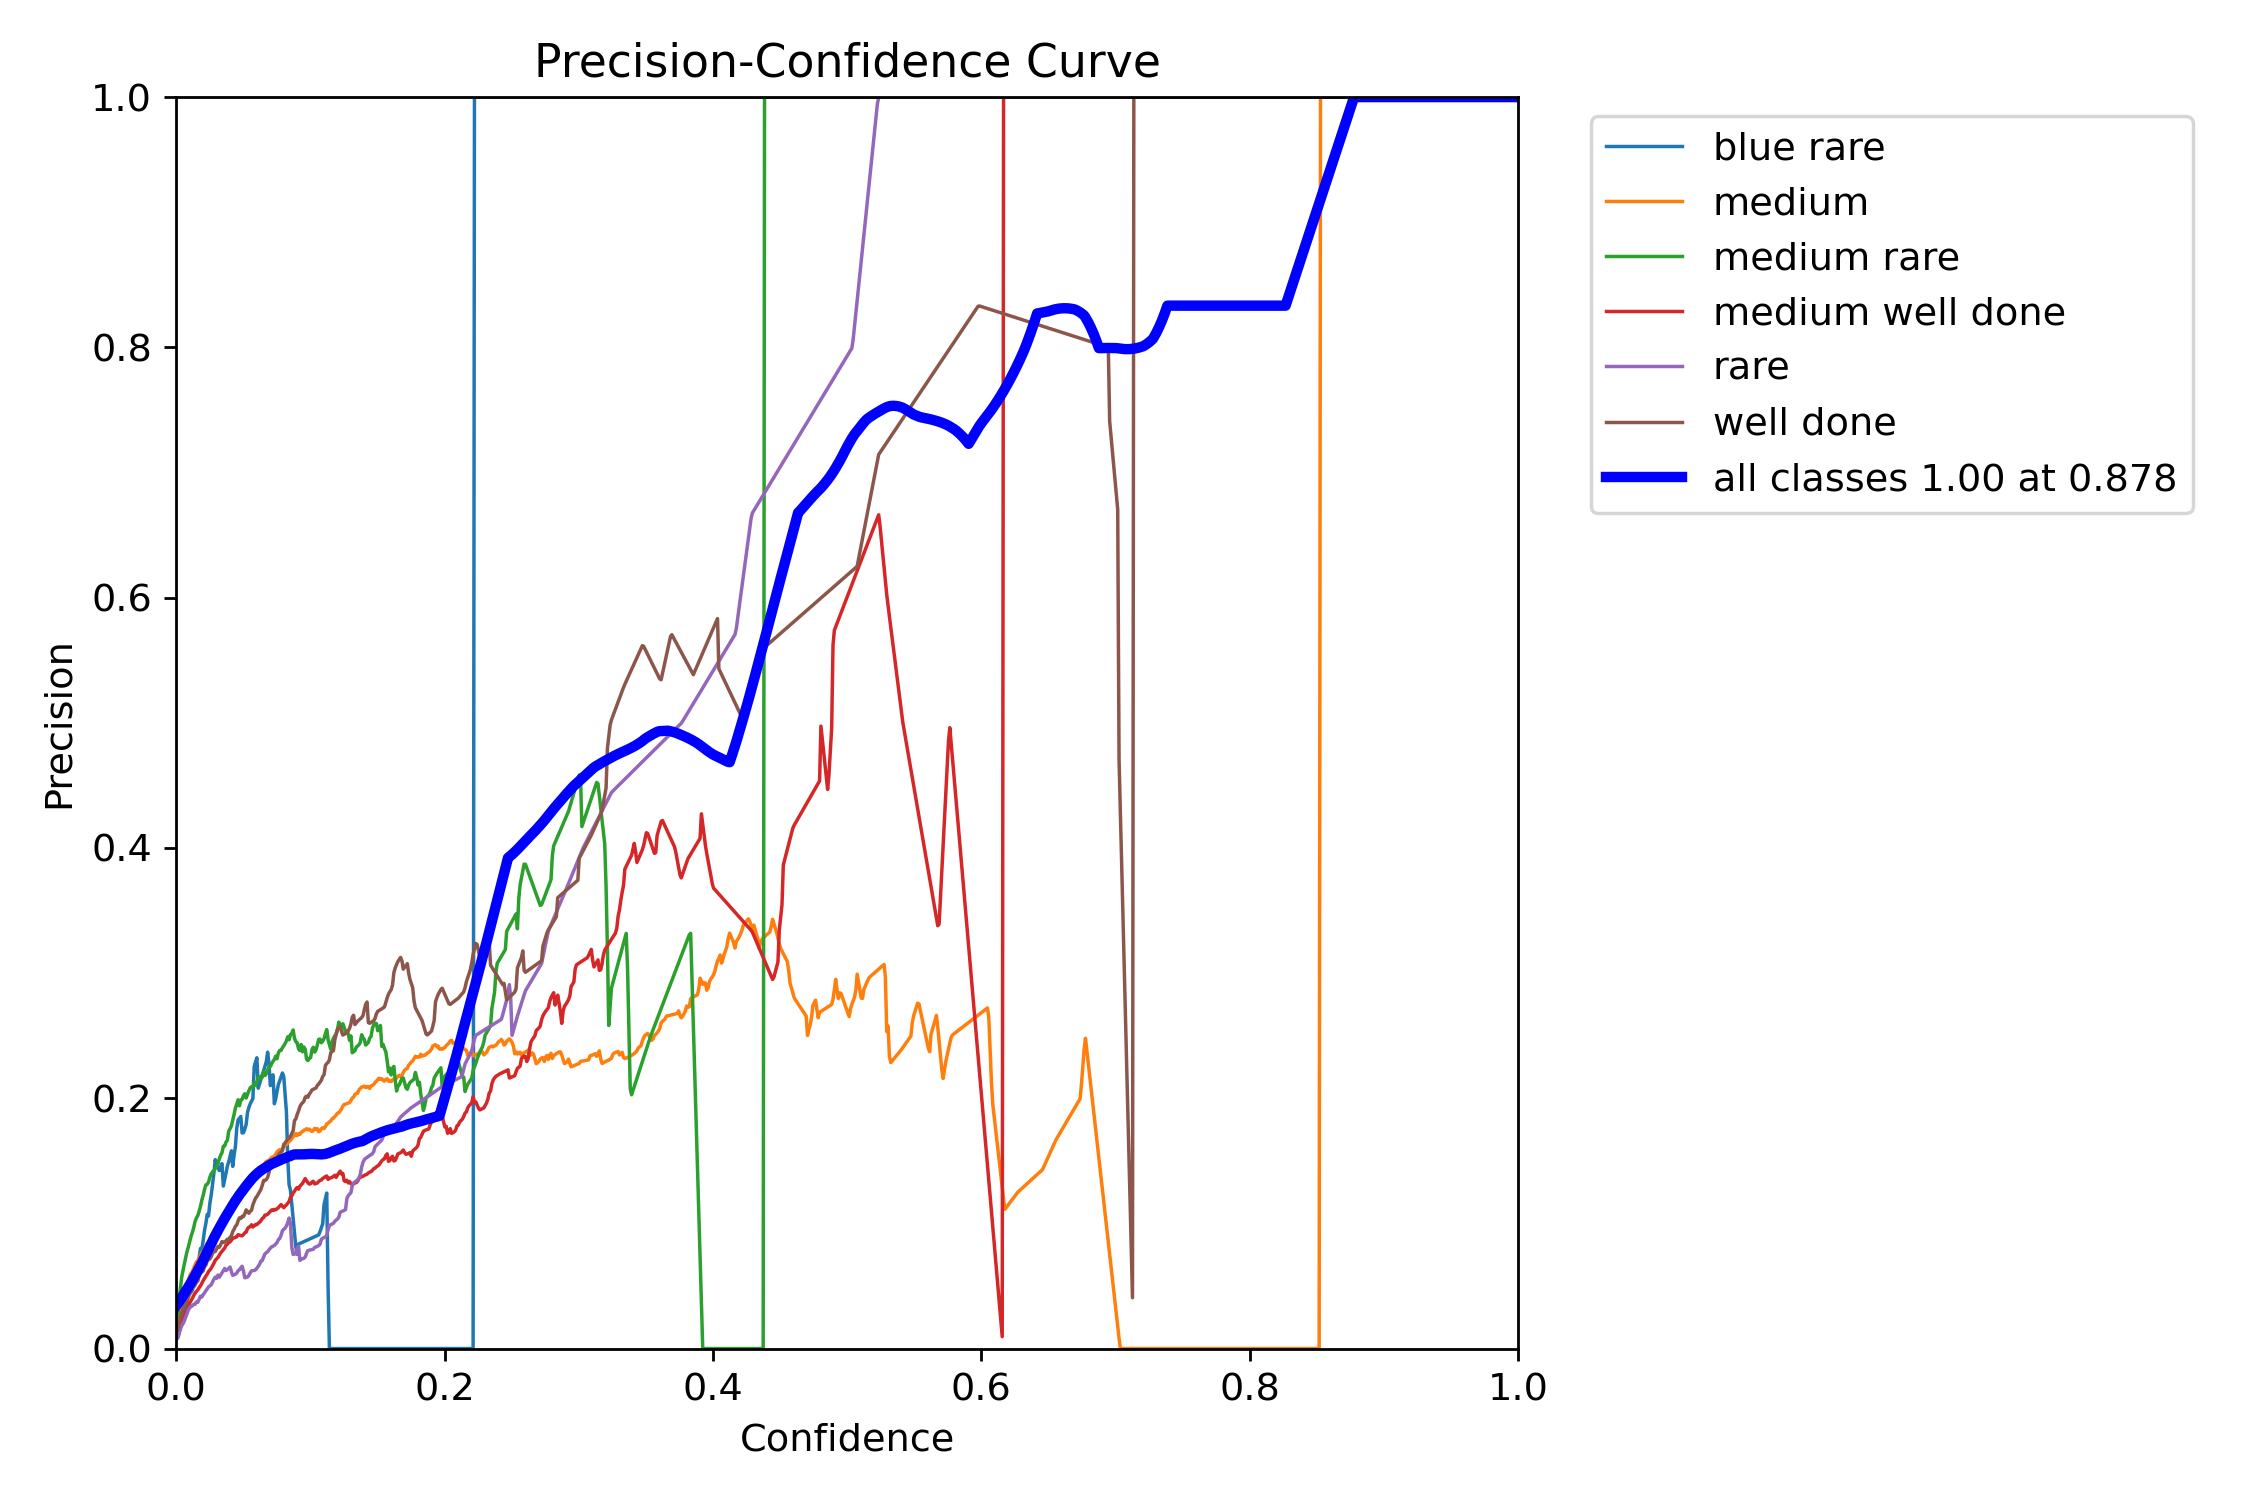 Precision-Confidence Curve
1.0
0.8
0.6
0.4
0.2
0.0
Precision
0.0 0.2 0.4 0.6 0.8 1.0
Confidence
blue rare
medium
medium rare
medium well done
rare
well done
all classes 1.00 at 0.878